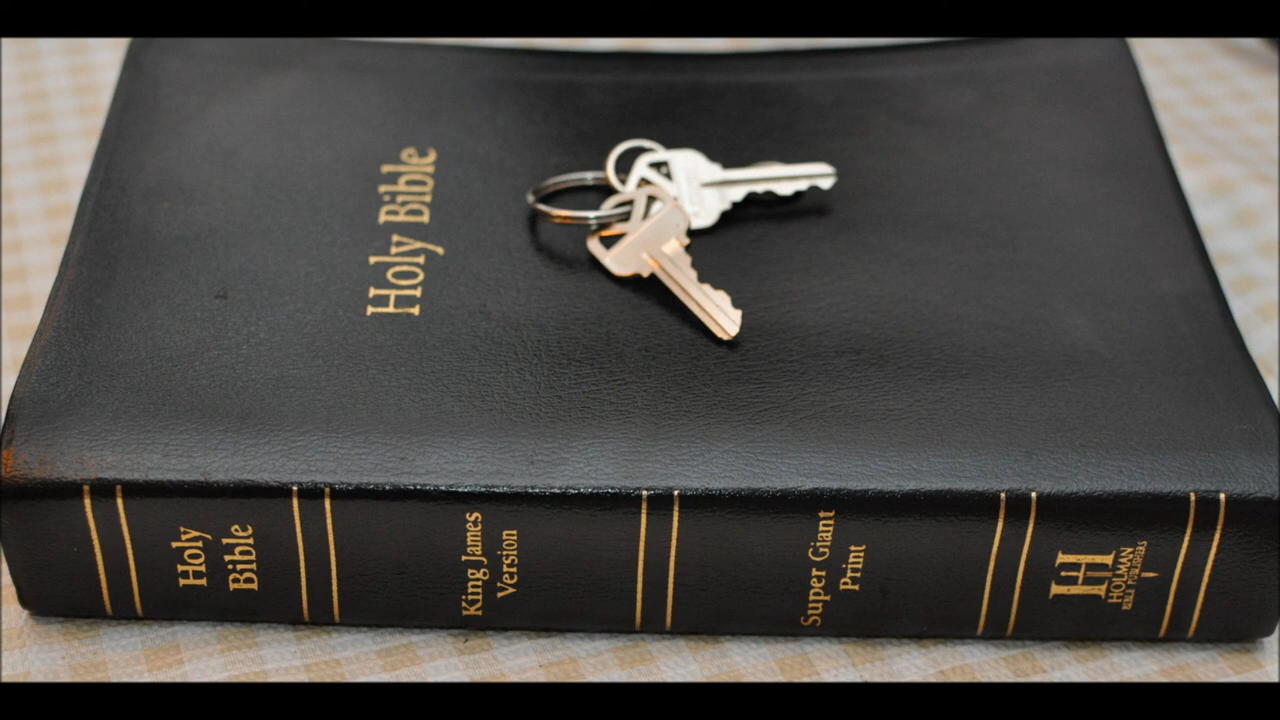 Holy Bible
Holy
Bible
King James
Version
Super Giant
Print
HOLMAN
BIBLE PUBLISHERS